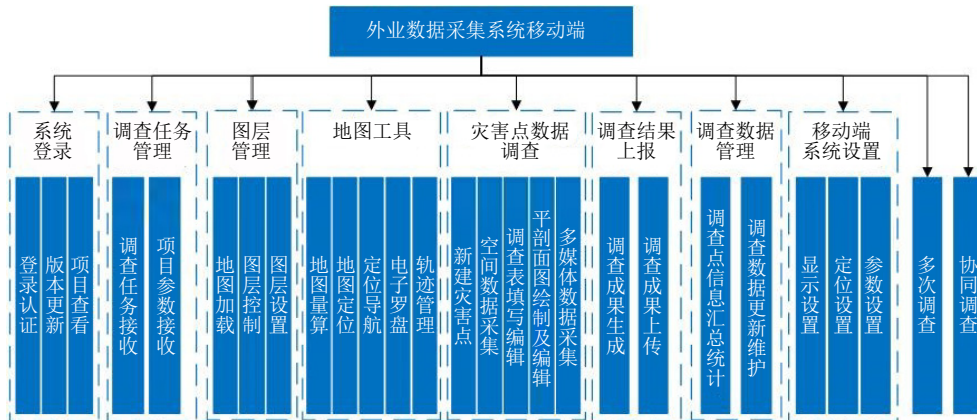 外业数据采集系统移动端
系统
登录
登录认证
版本更新
项目查看
调查任务
管理
调查任务接收
项目参数接收
图层
管理
地图加载
图层控制
图层设置
地图工具
地图量算
地图定位
定位导航
电子罗盘
轨迹管理
灾害点数据
调查
新建灾害点
空间数据采集
调查表填写编辑
平剖面图绘制及编辑
多媒体数据采集
调查结果
上报
调查成果生成
调查成果上传
调查数据
管理
调查点信息汇总统计
调查数据更新维护
移动端
系统设置
显示设置
定位设置
参数设置
多次调查
协同调查